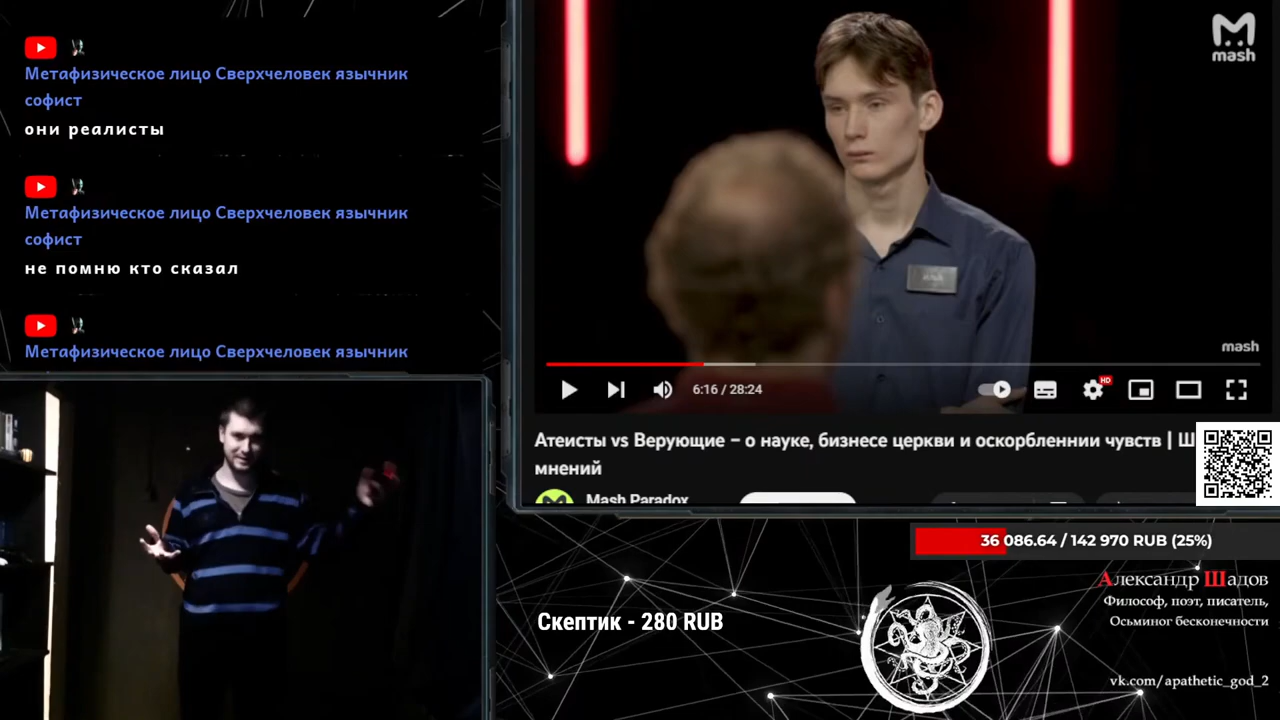 Метафизическое лицо Сверхчеловек язычник
софист
они реалисты
Метафизическое лицо Сверхчеловек язычник
софист
не помню кто сказал
Метафизическое лицо Сверхчеловек язычник
mash
mash
6:16 / 28:24
HD
Атеисты vs Верующие – о науке, бизнесе церкви и оскорбленнии чувств | Ш
мнений
Mash Paradox
36 086.64 / 142 970 RUB (25%)
Скептик - 280 RUB
Александр Шадов
Философ, поэт, писатель,
Осьминог бесконечности
vk.com/apathetic_god_2